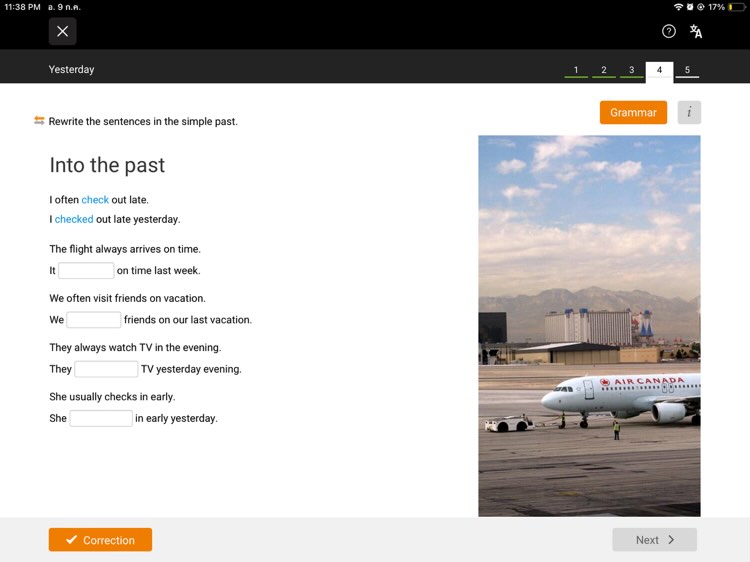 11:38 PM อ. 9 ก.ค. 17%
Yesterday 1 2 3 4 5
Rewrite the sentences in the simple past.
Grammar i
Into the past
I often check out late.
I checked out late yesterday.
The flight always arrives on time.
It on time last week.
We often visit friends on vacation.
We friends on our last vacation.
They always watch TV in the evening.
They TV yesterday evening.
She usually checks in early.
She in early yesterday.
AIR CANADA
Correction
Next